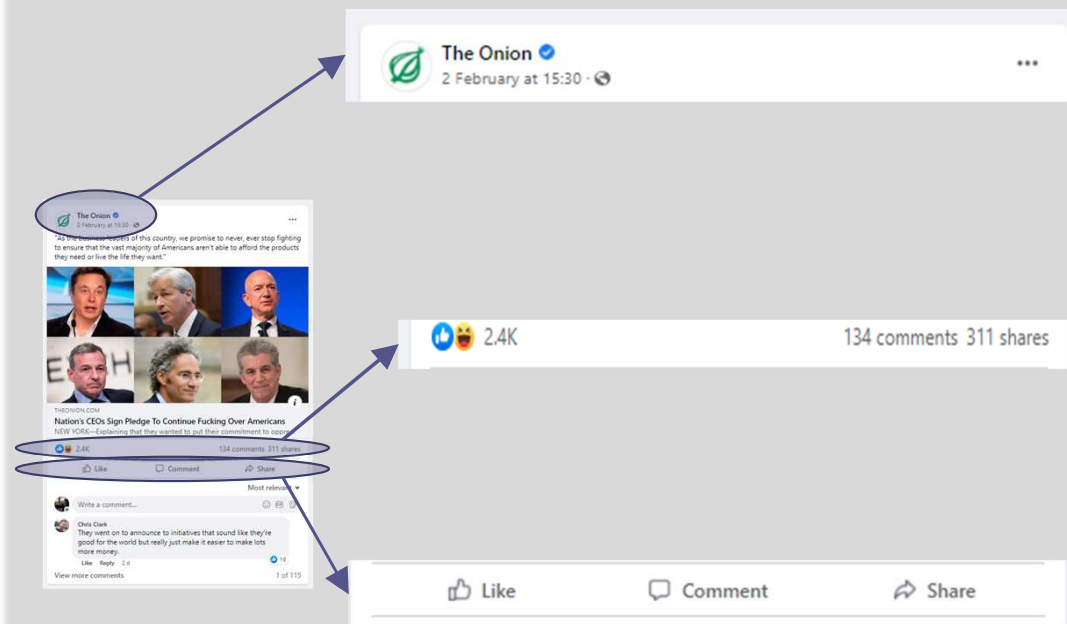 The Onion
2 February at 15:30 ·
The Onion
2 February at 15:30 ·
"As the business leaders of this country, we promise to never, ever stop fighting
to ensure that the vast majority of Americans aren't able to afford the products
they need or live the life they want."
THEONION.COM
Nation's CEOs Sign Pledge To Continue Fucking Over Americans
NEW YORK—Explaining that they wanted to put their commitment to oppre
2.4K 134 comments 311 shares
Like Comment Share
Most relevant
Write a comment...
Chris Clark
They went on to announce to initiatives that sound like they're
good for the world but really just make it easier to make lots
more money.
19
Like Reply 2 d
View more comments 1 of 115
2.4K 134 comments 311 shares
Like Comment Share